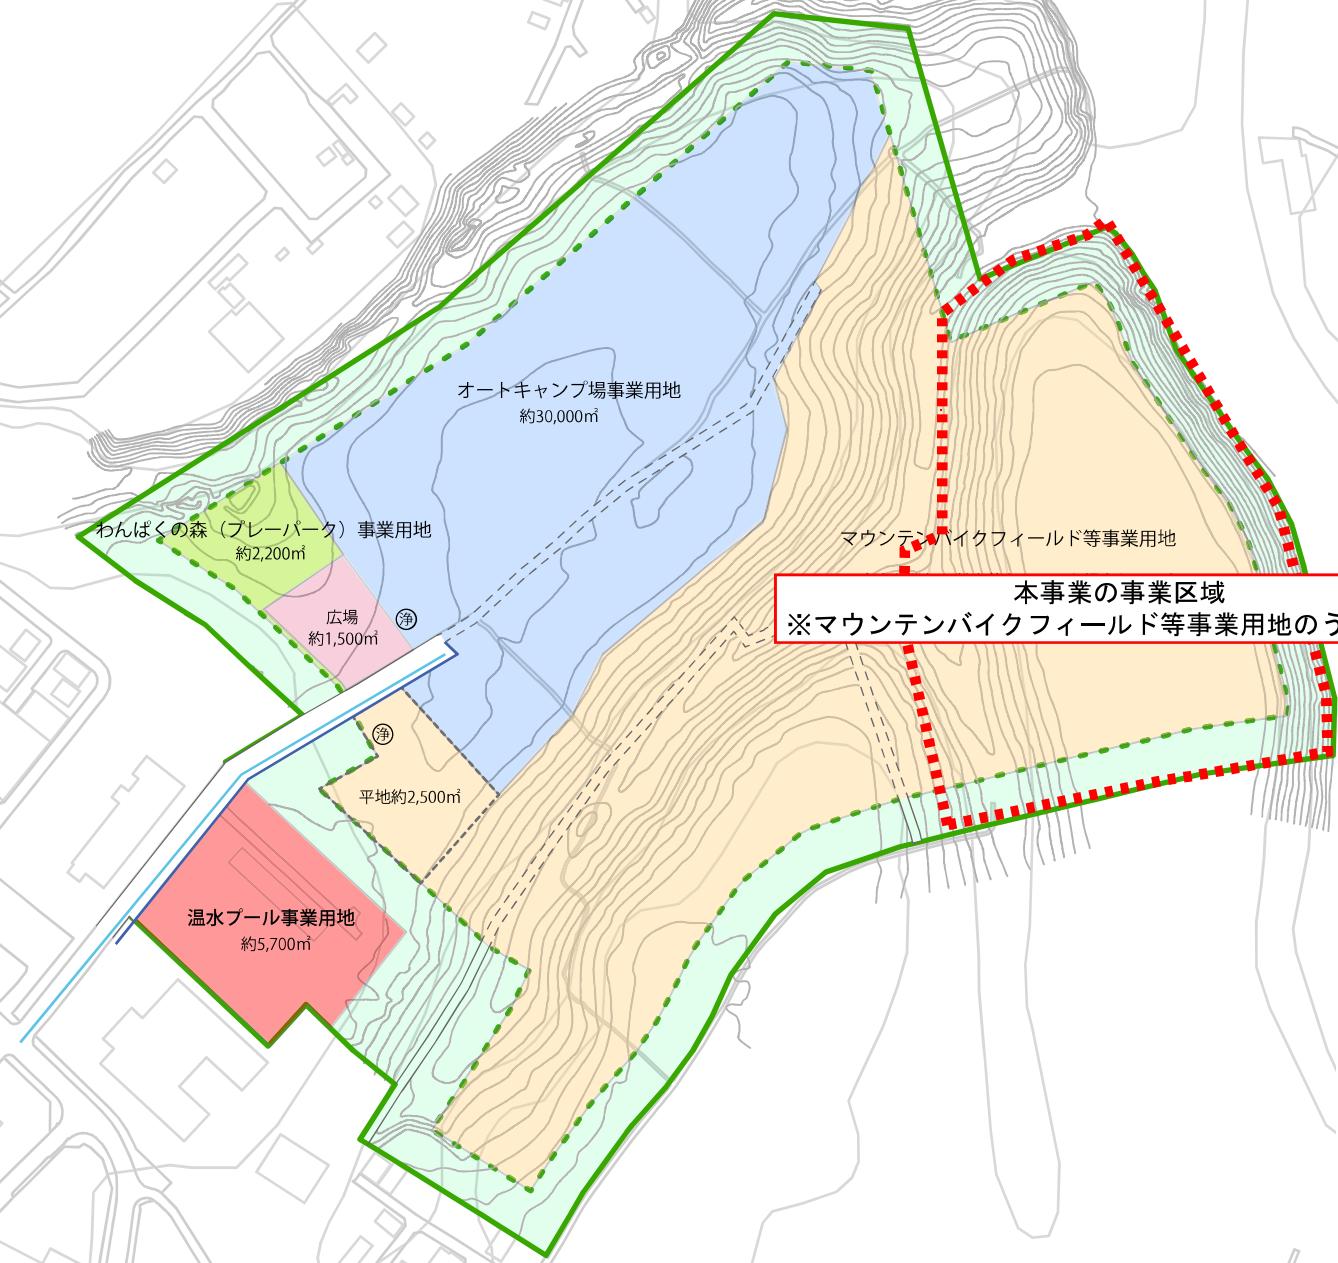 オートキャンプ場事業用地
約30,000㎡
わんぱくの森（プレーパーク）事業用地
約2,200㎡
マウンテンバイクフィールド等事業用地
本事業の事業区域
※マウンテンバイクフィールド等事業用地のう
広場
約1,500㎡
浄
浄
平地約2,500㎡
温水プール事業用地
約5,700㎡